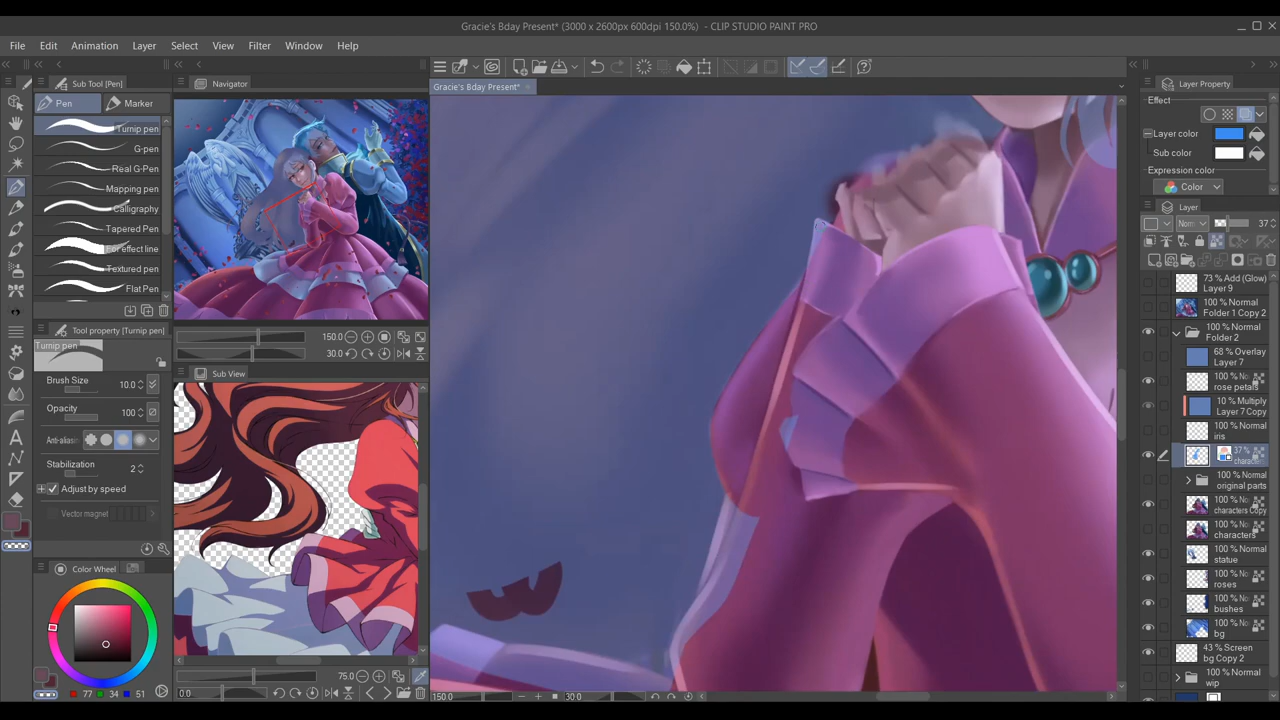 Gracie's Bday Present* (3000 x 2600px 600dpi 150.0%) - CLIP STUDIO PAINT PRO
File Edit Animation Layer Select View Filter Window Help
Sub Tool [Pen]
Navigator
Gracie's Bday Present*
Layer Property
Pen Marker
Effect
Turnip pen
G-pen
Real G-Pen
Mapping pen
Calligraphy
Tapered Pen
For effect line
Textured pen
Flat Pen
Layer color
Sub color
Expression color
Color
Layer
37
73 % Add (Glow)
Layer 9
100 % Normal
Folder 1 Copy 2
100 % Normal
Folder 2
68 % Overlay
Layer 7
rose petals
10 % Multiply
Layer 7 Copy
100 % Normal
iris
37 %
100 % Normal
original parts
characters Copy
characters
100 % Normal
statue
roses
bushes
bg
43 % Screen
bg Copy 2
100 % Normal
wip
150.0
30.0
Tool property [Turnip pen]
Turnip pen
Brush Size 10.0
Opacity 100
Stabilization
2
Adjust by speed
Vector magnet
Sub View
Color Wheel
77 34 51
75.0
0.0
150.0 30.0